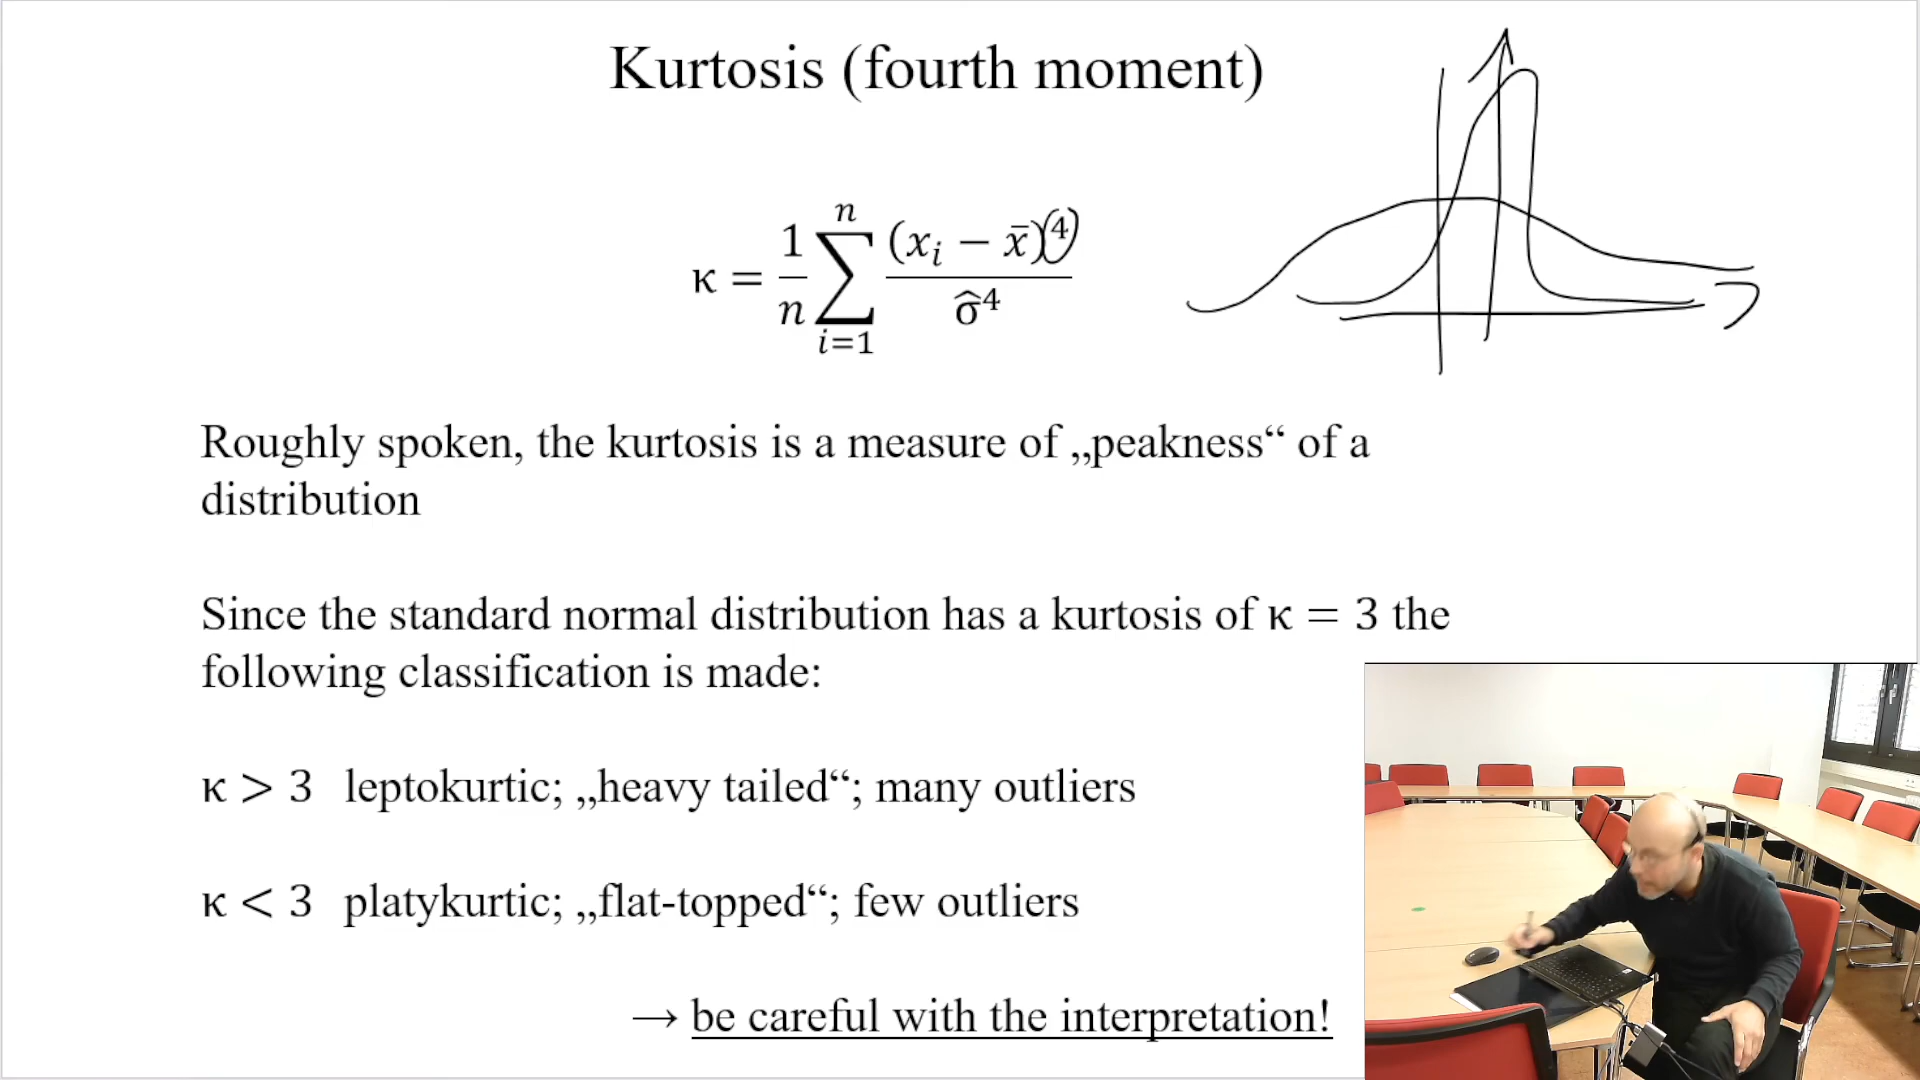 Kurtosis (fourth moment)
κ = 1/n ∑_{i=1}^{n} (x_i − x̄)^4 / σ̂^4
Roughly spoken, the kurtosis is a measure of „peakness“ of a
distribution
Since the standard normal distribution has a kurtosis of κ = 3 the
following classification is made:
κ > 3 leptokurtic; „heavy tailed“; many outliers
κ < 3 platykurtic; „flat-topped“; few outliers
→ be careful with the interpretation!